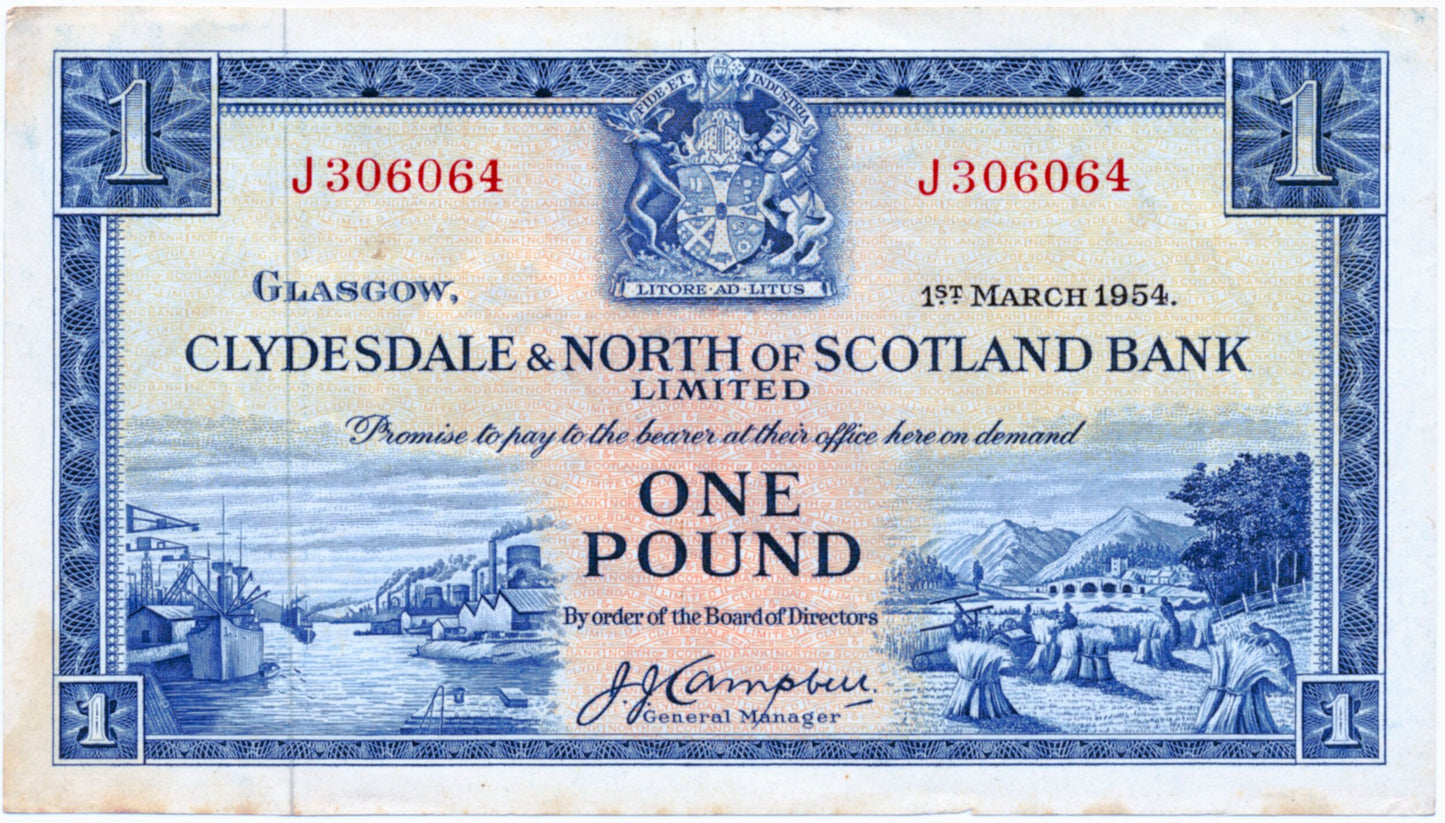 1 1
FIDE·ET· INDUSTRIA
J306064 J306064
LITORE·AD·LITUS
GLASGOW, 1ST MARCH 1954.
CLYDESDALE & NORTH OF SCOTLAND BANK
LIMITED
Promise to pay to the bearer at their office here on demand
ONE
POUND
By order of the Board of Directors
J.J. Campbell.
General Manager
1 1